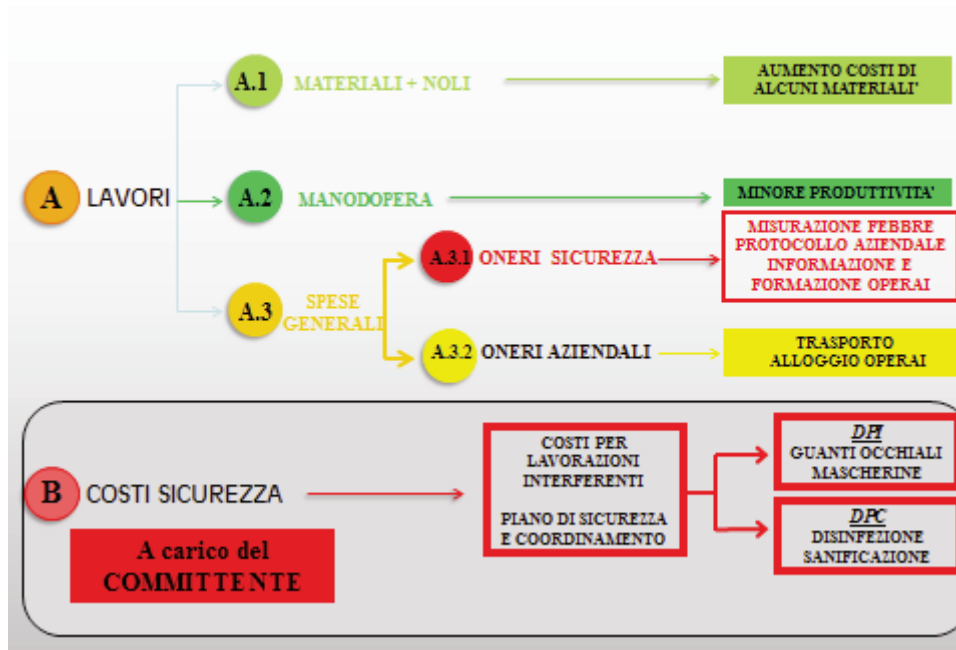 A.1
MATERIALI + NOLI
AUMENTO COSTI DI
ALCUNI MATERIALI'
A
LAVORI
A.2
MANODOPERA
MINORE PRODUTTIVITA'
A.3
SPESE
GENERALI
A.3.1
ONERI SICUREZZA
MISURAZIONE FEBBRE
PROTOCOLLO AZIENDALE
INFORMAZIONE E
FORMAZIONE OPERAI
A.3.2
ONERI AZIENDALI
TRASPORTO
ALLOGGIO OPERAI
B
COSTI SICUREZZA
A carico del
COMMITTENTE
COSTI PER
LAVORAZIONI
INTERFERENTI
PIANO DI SICUREZZA
E COORDINAMENTO
DPI
GUANTI OCCHIALI
MASCHERINE
DPC
DISINFEZIONE
SANIFICAZIONE